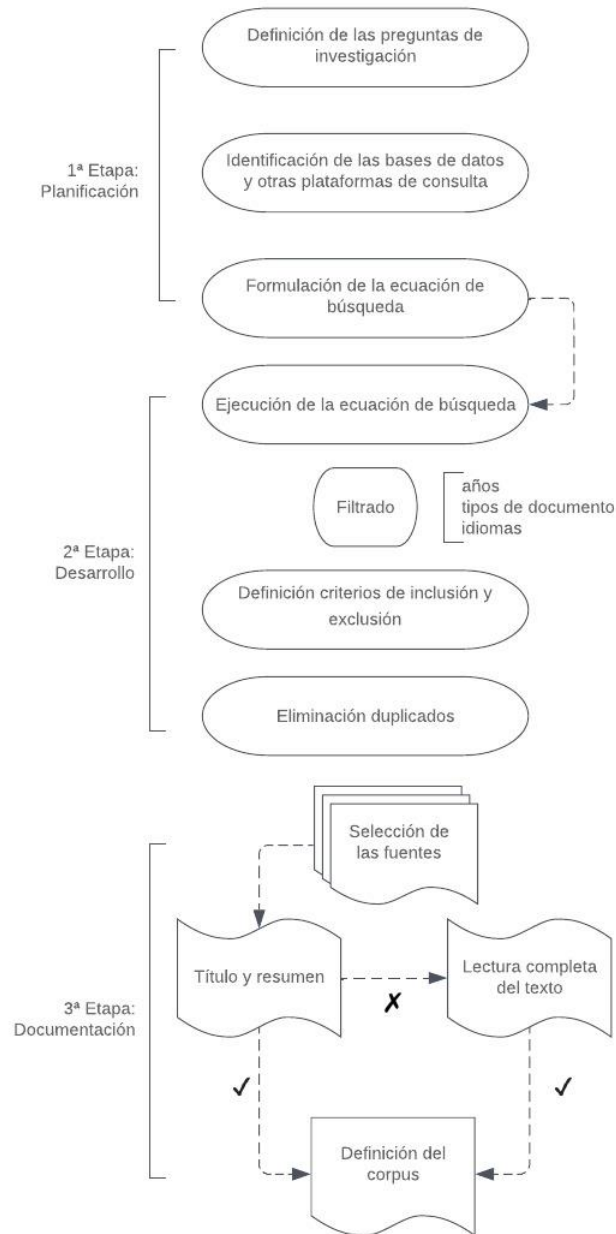 Definición de las preguntas de
investigación
1ª Etapa:
Planificación
Identificación de las bases de datos
y otras plataformas de consulta
Formulación de la ecuación de
búsqueda
Ejecución de la ecuación de búsqueda
Filtrado
años
tipos de documento
idiomas
2ª Etapa:
Desarrollo
Definición criterios de inclusión y
exclusión
Eliminación duplicados
Selección de
las fuentes
Título y resumen
✗
Lectura completa
del texto
3ª Etapa:
Documentación
✓
✓
Definición del
corpus